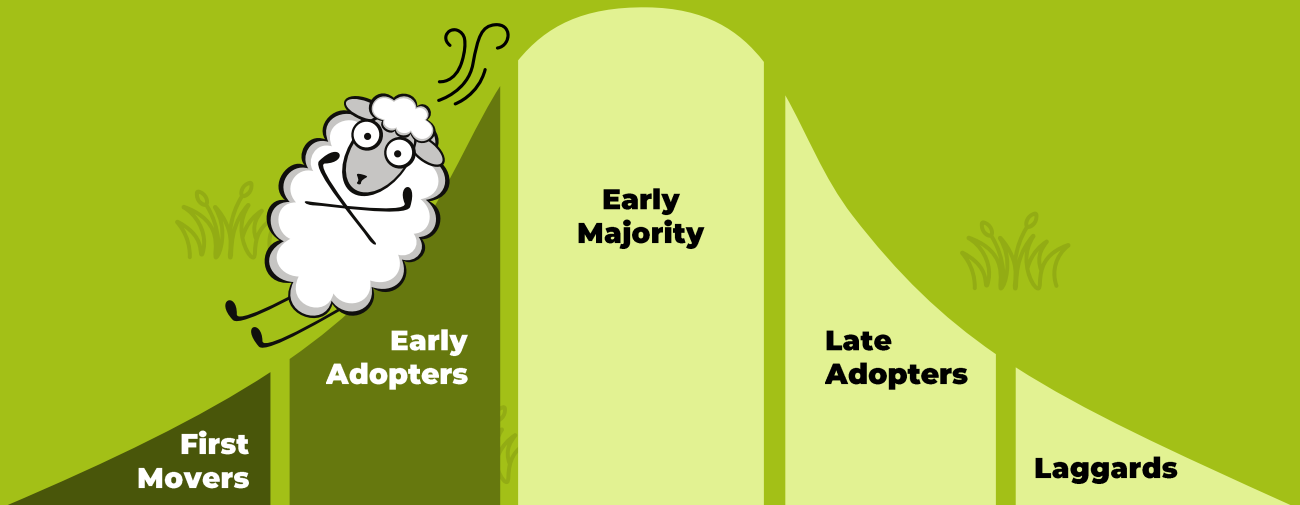 First
Movers
Early
Adopters
Early
Majority
Late
Adopters
Laggards